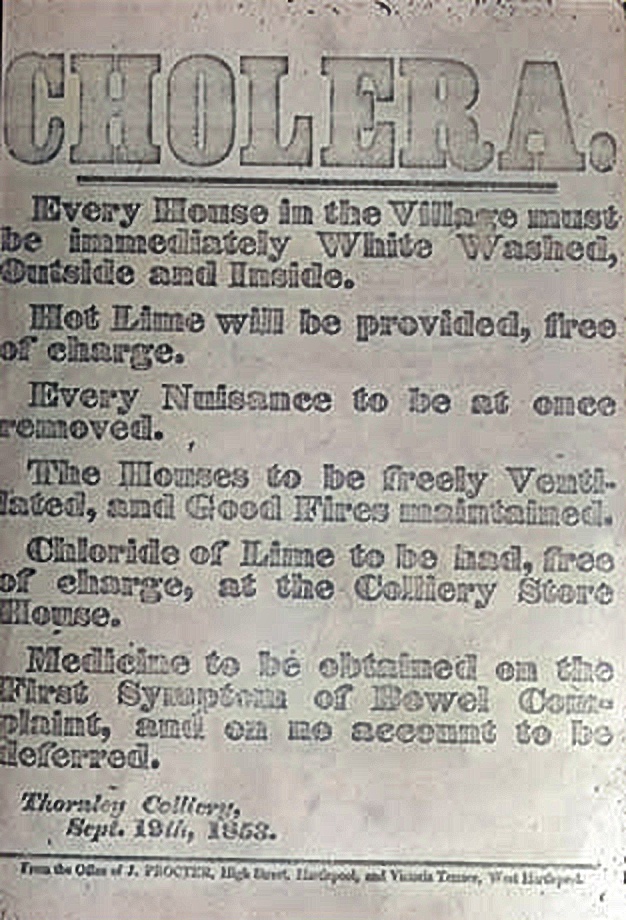 CHOLERA.
Every House in the Village must
be immediately White Washed,
Outside and Inside.
Hot Lime will be provided, free
of charge.
Every Nuisance to be at once
removed.
The Houses to be freely Venti-
lated, and Good Fires maintained.
Chloride of Lime to be had, free
of charge, at the Colliery Store
House.
Medicine to be obtained on the
First Symptom of Bowel Com-
plaint, and on no account to be
deferred.
Thornley Colliery,
Sept. 19th, 1853.
From the Office of J. PROCTER, High Street, Hartlepool, and Victoria Terrace, West Hartlepool.